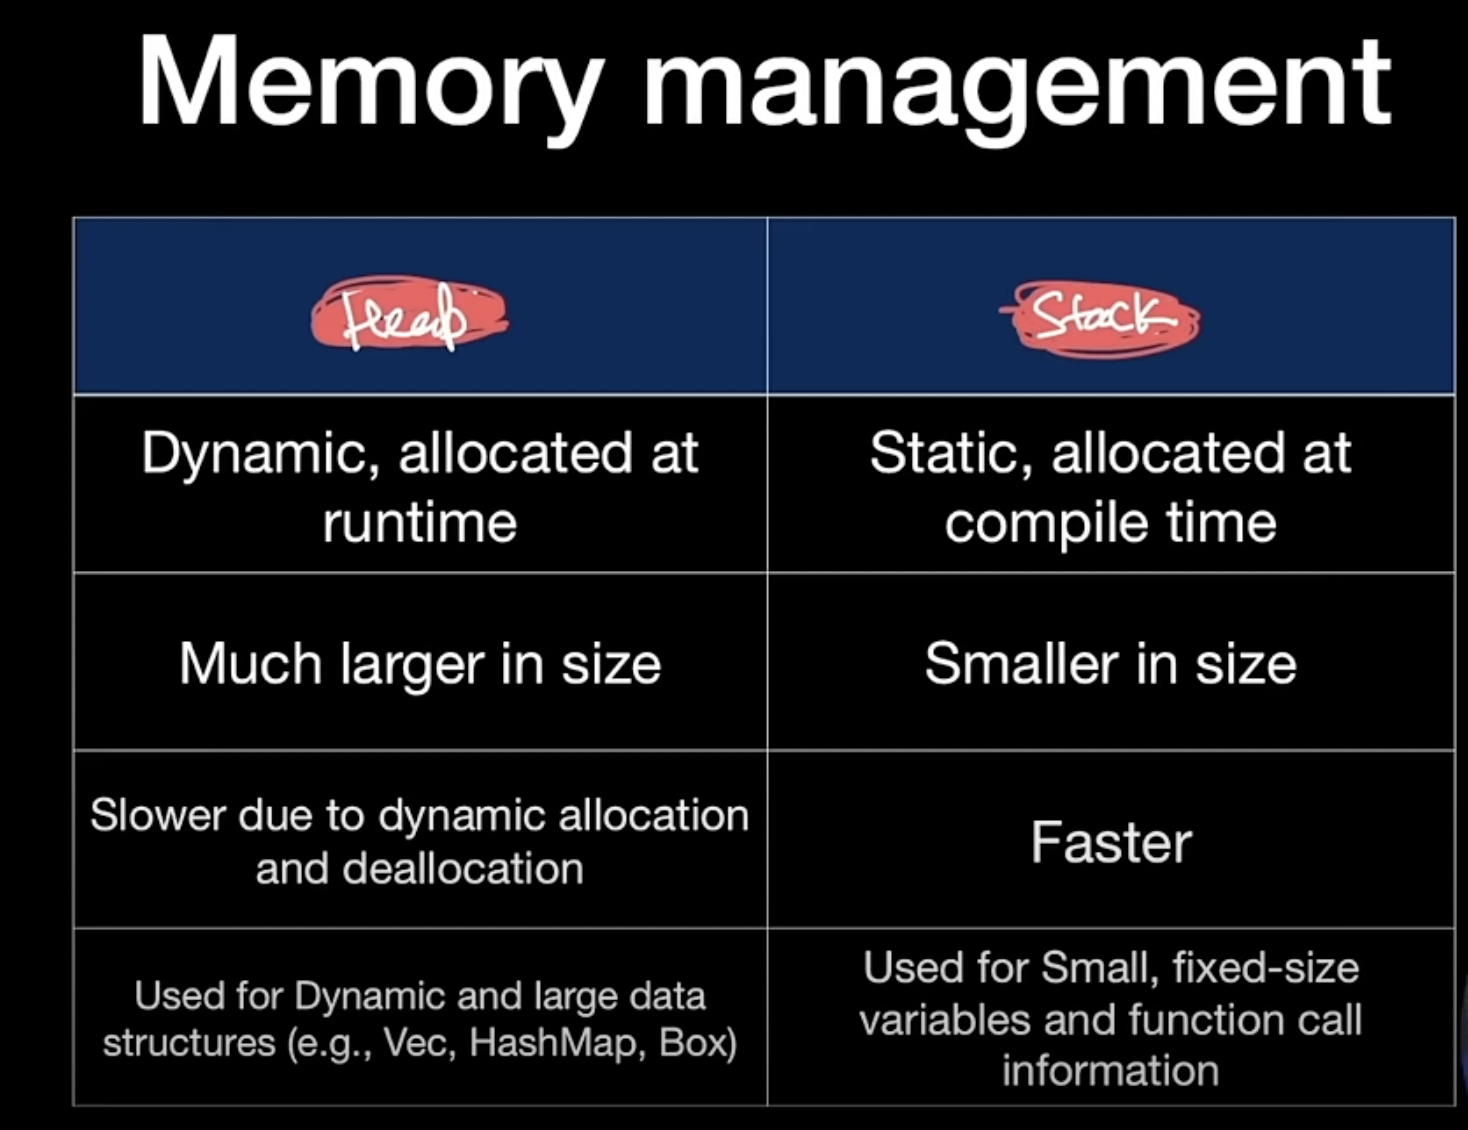 Memory management
Heap
Stack
Dynamic, allocated at
runtime
Static, allocated at
compile time
Much larger in size
Smaller in size
Slower due to dynamic allocation
and deallocation
Faster
Used for Dynamic and large data
structures (e.g., Vec, HashMap, Box)
Used for Small, fixed-size
variables and function call
information